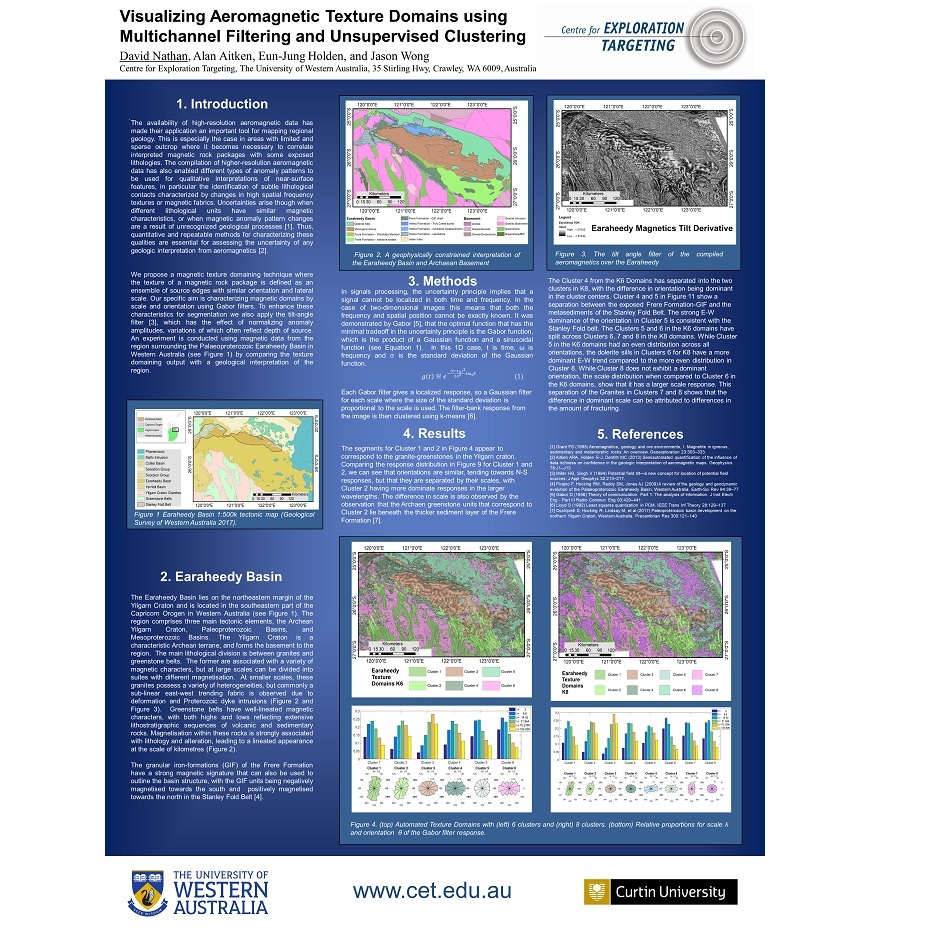 Visualizing Aeromagnetic Texture Domains using
Multichannel Filtering and Unsupervised Clustering
David Nathan, Alan Aitken, Eun-Jung Holden, and Jason Wong
Centre for Exploration Targeting, The University of Western Australia, 35 Stirling Hwy, Crawley, WA 6009, Australia
Centre for EXPLORATION
TARGETING
1. Introduction
The availability of high-resolution aeromagnetic data has
made their application an important tool for mapping regional
geology. This is especially the case in areas with limited and
sparse outcrop where it becomes necessary to correlate
interpreted magnetic rock packages with some exposed
lithologies. The compilation of higher-resolution aeromagnetic
data has also enabled different types of anomaly patterns to
be used for qualitative interpretations of near-surface
features, in particular the identification of subtle lithological
contacts characterized by changes in high spatial frequency
textures or magnetic fabrics. Uncertainties arise though when
different lithological units have similar magnetic
characteristics, or when magnetic anomaly pattern changes
are a result of unrecognized geological processes [1]. Thus,
quantitative and repeatable methods for characterizing these
qualities are essential for assessing the uncertainty of any
geologic interpretation from aeromagnetics [2].
We propose a magnetic texture domaining technique where
the texture of a magnetic rock package is defined as an
ensemble of source edges with similar orientation and lateral
scale. Our specific aim is characterizing magnetic domains by
scale and orientation using Gabor filters. To enhance these
characteristics for segmentation we also apply the tilt-angle
filter [3], which has the effect of normalizing anomaly
amplitudes, variations of which often reflect depth of source.
An experiment is conducted using magnetic data from the
region surrounding the Palaeoproterozoic Earaheedy Basin in
Western Australia (see Figure 1) by comparing the texture
domaining output with a geological interpretation of the
region.
Figure 1 Earaheedy Basin 1:500k tectonic map (Geological
Survey of Western Australia 2017).
2. Earaheedy Basin
The Earaheedy Basin lies on the northeastern margin of the
Yilgarn Craton and is located in the southeastern part of the
Capricorn Orogen in Western Australia (see Figure 1). The
region comprises three main tectonic elements, the Archean
Yilgarn Craton, Paleoproterozoic Basins, and
Mesoproterozoic Basins. The Yilgarn Craton is a
characteristic Archean terrane, and forms the basement to the
region. The main lithological division is between granites and
greenstone belts. The former are associated with a variety of
magnetic characters, but at large scales can be divided into
suites with different magnetisation. At smaller scales, these
granites possess a variety of heterogeneities, but commonly a
sub-linear east-west trending fabric is observed due to
deformation and Proterozoic dyke intrusions (Figure 2 and
Figure 3). Greenstone belts have well-lineated magnetic
characters, with both highs and lows reflecting extensive
lithostratigraphic sequences of volcanic and sedimentary
rocks. Magnetisation within these rocks is strongly associated
with lithology and alteration, leading to a lineated appearance
at the scale of kilometres (Figure 2).
The granular iron-formations (GIF) of the Frere Formation
have a strong magnetic signature that can also be used to
outline the basin structure, with the GIF units being negatively
magnetised towards the south and positively magnetised
towards the north in the Stanley Fold Belt [4].
Figure 2. A geophysically constrained interpretation of
the Earaheedy Basin and Archaean Basement
Earaheedy Magnetics Tilt Derivative
Figure 3. The tilt angle filter of the compiled
aeromagnetics over the Earaheedy
3. Methods
In signals processing, the uncertainty principle implies that a
signal cannot be localized in both time and frequency. In the
case of two-dimensional images this means that both the
frequency and spatial position cannot be exactly known. It was
demonstrated by Gabor [5], that the optimal function that has the
minimal tradeoff in the uncertainty principle is the Gabor function,
which is the product of a Gaussian function and a sinusoidal
function (see Equation 1). In this 1D case, t is time, ω is
frequency and σ is the standard deviation of the Gaussian
function.
(1)
Each Gabor filter gives a localized response, so a Gaussian filter
for each scale where the size of the standard deviation is
proportional to the scale is used. The filter-bank response from
the image is then clustered using k-means [6].
4. Results
The segments for Cluster 1 and 2 in Figure 4 appear to
correspond to the granite-greenstones in the Yilgarn craton.
Comparing the response distribution in Figure 9 for Cluster 1 and
2, we can see that orientations are similar, tending towards N-S
responses, but that they are separated by their scales, with
Cluster 2 having more dominate responses in the larger
wavelengths. The difference in scale is also observed by the
observation that the Archaen greenstones that correspond to
Cluster 2 lie beneath the thicker sediment layer of the Frere
Formation [7].
The Cluster 4 from the K6 Domains has separated into the two
clusters in K8, with the difference in orientation being dominant
in the cluster centers. Cluster 4 and 5 in Figure 11 show a
separation between the exposed Frere Formation-GIF and the
metasediments of the Stanley Fold Belt. The strong E-W
dominance of the orientation in Cluster 5 is consistent with the
Stanley Fold belt. The Clusters 5 and 6 in the K6 domains have
split across Clusters 6, 7 and 8 in the K8 domains. While Cluster
5 in the K6 domains had an even distribution across all
orientations, the dolerite sills in Clusters 6 for K8 have a more
dominant E-W trend compared to the more even distribution in
Cluster 8. While Cluster 8 does not exhibit a dominant
orientation, the scale distribution when compared to Cluster 6 in
the K6 domains, show that it has a larger scale response. This
separation of the Granites in Clusters 7 and 8 shows that the
difference in dominant scale can be attributed to differences in
the amount of fracturing.
5. References
Earaheedy
Texture
Domains K6
Earaheedy
Texture
Domains
K8
Figure 4. (top) Automated Texture Domains with (left) 6 clusters and (right) 8 clusters. (bottom) Relative proportions for scale λ
and orientation θ of the Gabor filter response.
THE UNIVERSITY OF
WESTERN
AUSTRALIA
www.cet.edu.au
Curtin University